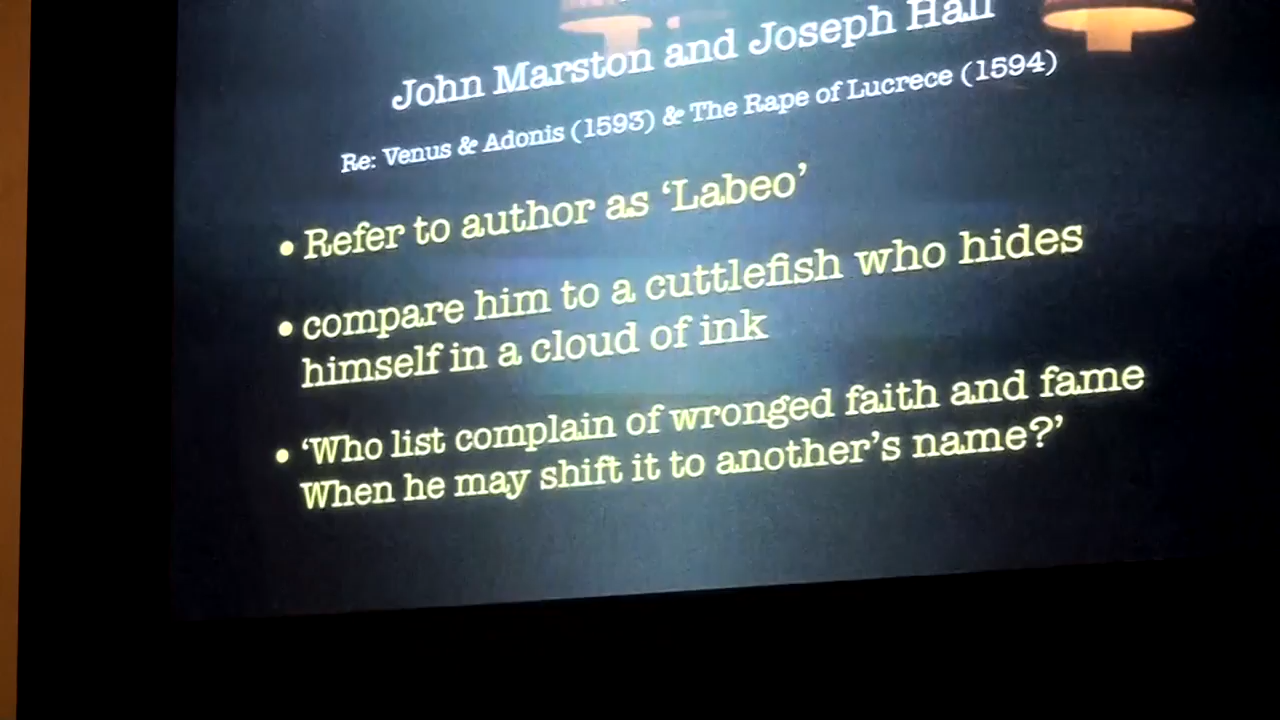 John Marston and Joseph Hall
Re: Venus & Adonis (1593) & The Rape of Lucrece (1594)
• Refer to author as ‘Labeo’
• compare him to a cuttlefish who hides
himself in a cloud of ink
• ‘Who list complain of wronged faith and fame
When he may shift it to another’s name?’